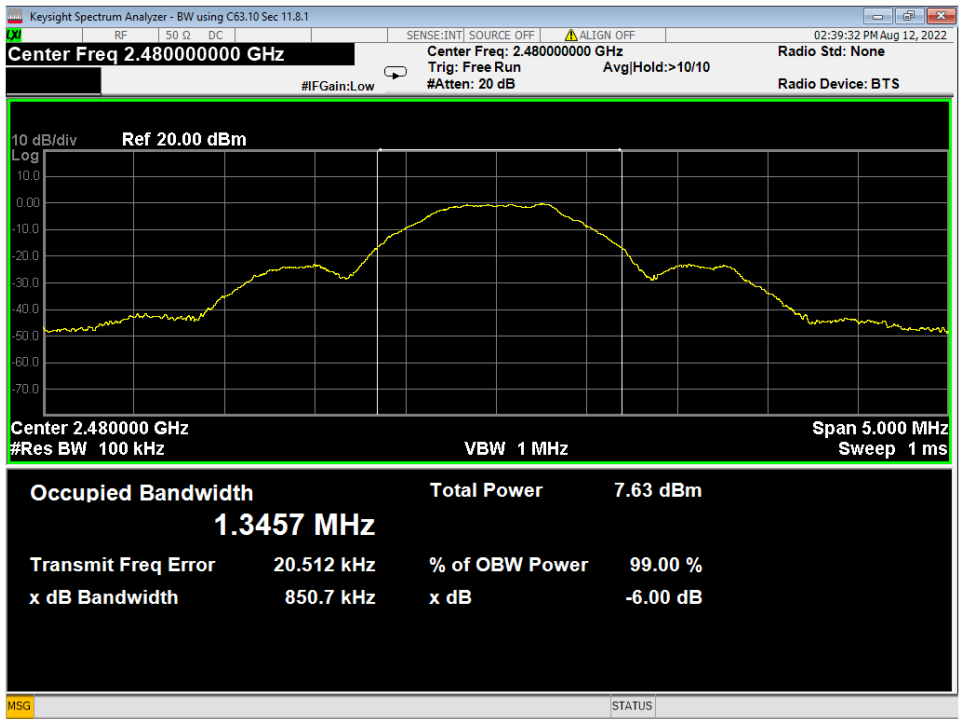 Keysight Spectrum Analyzer - BW using C63.10 Sec 11.8.1
LXI RF 50 Ω DC SENSE:INT SOURCE OFF ALIGN OFF 02:39:32 PM Aug 12, 2022
Center Freq 2.480000000 GHz Center Freq: 2.480000000 GHz Radio Std: None
Trig: Free Run Avg|Hold:>10/10
#IFGain:Low #Atten: 20 dB Radio Device: BTS
10 dB/div Ref 20.00 dBm
Log
10.0
0.00
-10.0
-20.0
-30.0
-40.0
-50.0
-60.0
-70.0
Center 2.480000 GHz Span 5.000 MHz
#Res BW 100 kHz VBW 1 MHz Sweep 1 ms
Occupied Bandwidth Total Power 7.63 dBm
1.3457 MHz
Transmit Freq Error 20.512 kHz % of OBW Power 99.00 %
x dB Bandwidth 850.7 kHz x dB -6.00 dB
MSG STATUS